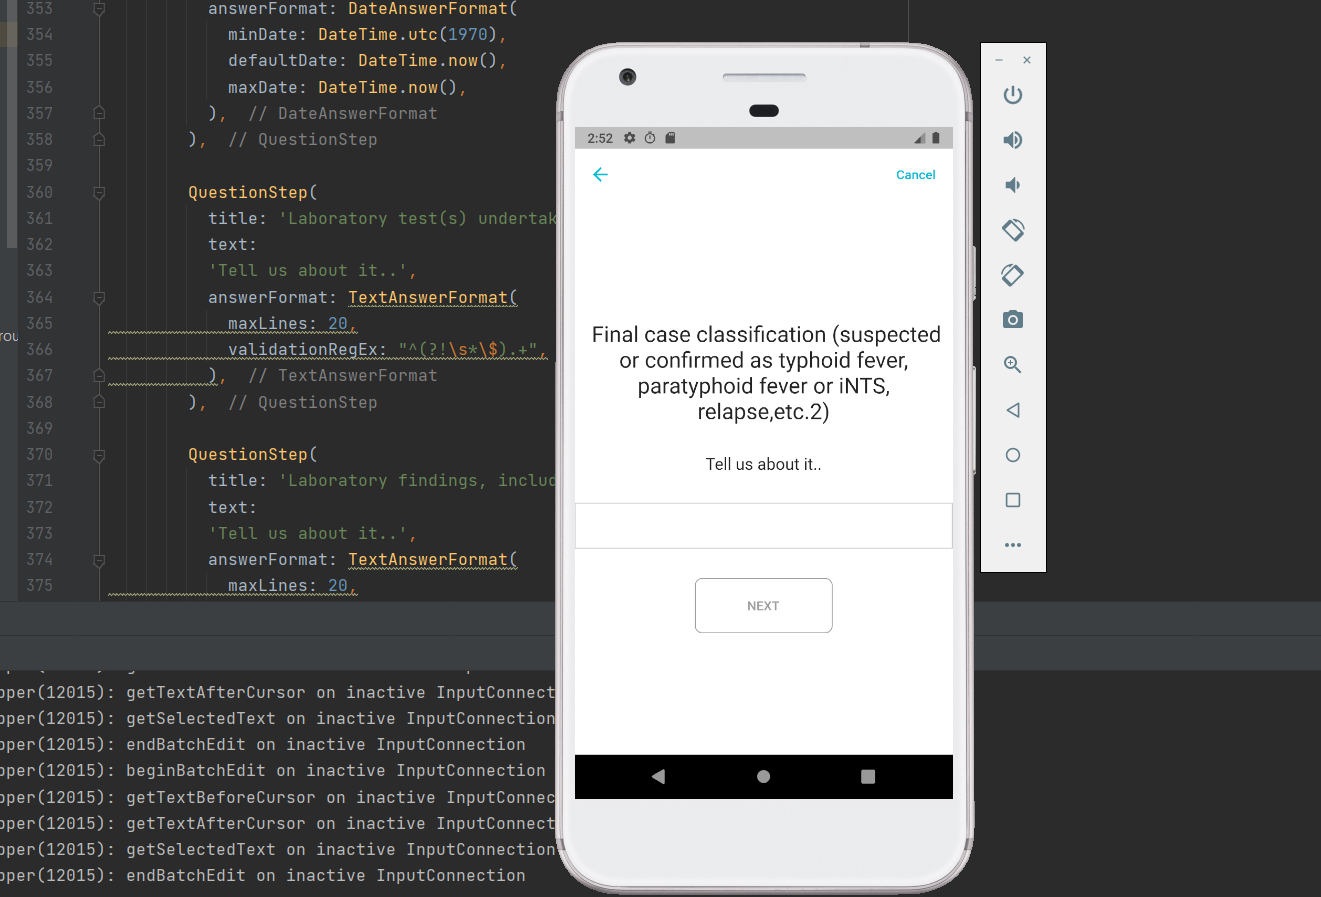 353 answerFormat: DateAnswerFormat(
354 minDate: DateTime.utc(1970),
355 defaultDate: DateTime.now(),
356 maxDate: DateTime.now(),
357 ), // DateAnswerFormat
358 ), // QuestionStep
359
360 QuestionStep(
361 title: 'Laboratory test(s) undertak
362 text:
363 'Tell us about it..',
364 answerFormat: TextAnswerFormat(
365 maxLines: 20,
366 validationRegEx: "^(?!\s*\$).+",
367 ), // TextAnswerFormat
368 ), // QuestionStep
369
370 QuestionStep(
371 title: 'Laboratory findings, includ
372 text:
373 'Tell us about it..',
374 answerFormat: TextAnswerFormat(
375 maxLines: 20,
rou
pper(12015): getTextAfterCursor on inactive InputConnect
pper(12015): getSelectedText on inactive InputConnection
pper(12015): endBatchEdit on inactive InputConnection
pper(12015): beginBatchEdit on inactive InputConnection
pper(12015): getTextBeforeCursor on inactive InputConnec
pper(12015): getTextAfterCursor on inactive InputConnect
pper(12015): getSelectedText on inactive InputConnection
pper(12015): endBatchEdit on inactive InputConnection
2:52
Cancel
Final case classification (suspected
or confirmed as typhoid fever,
paratyphoid fever or iNTS,
relapse,etc.2)
Tell us about it..
NEXT